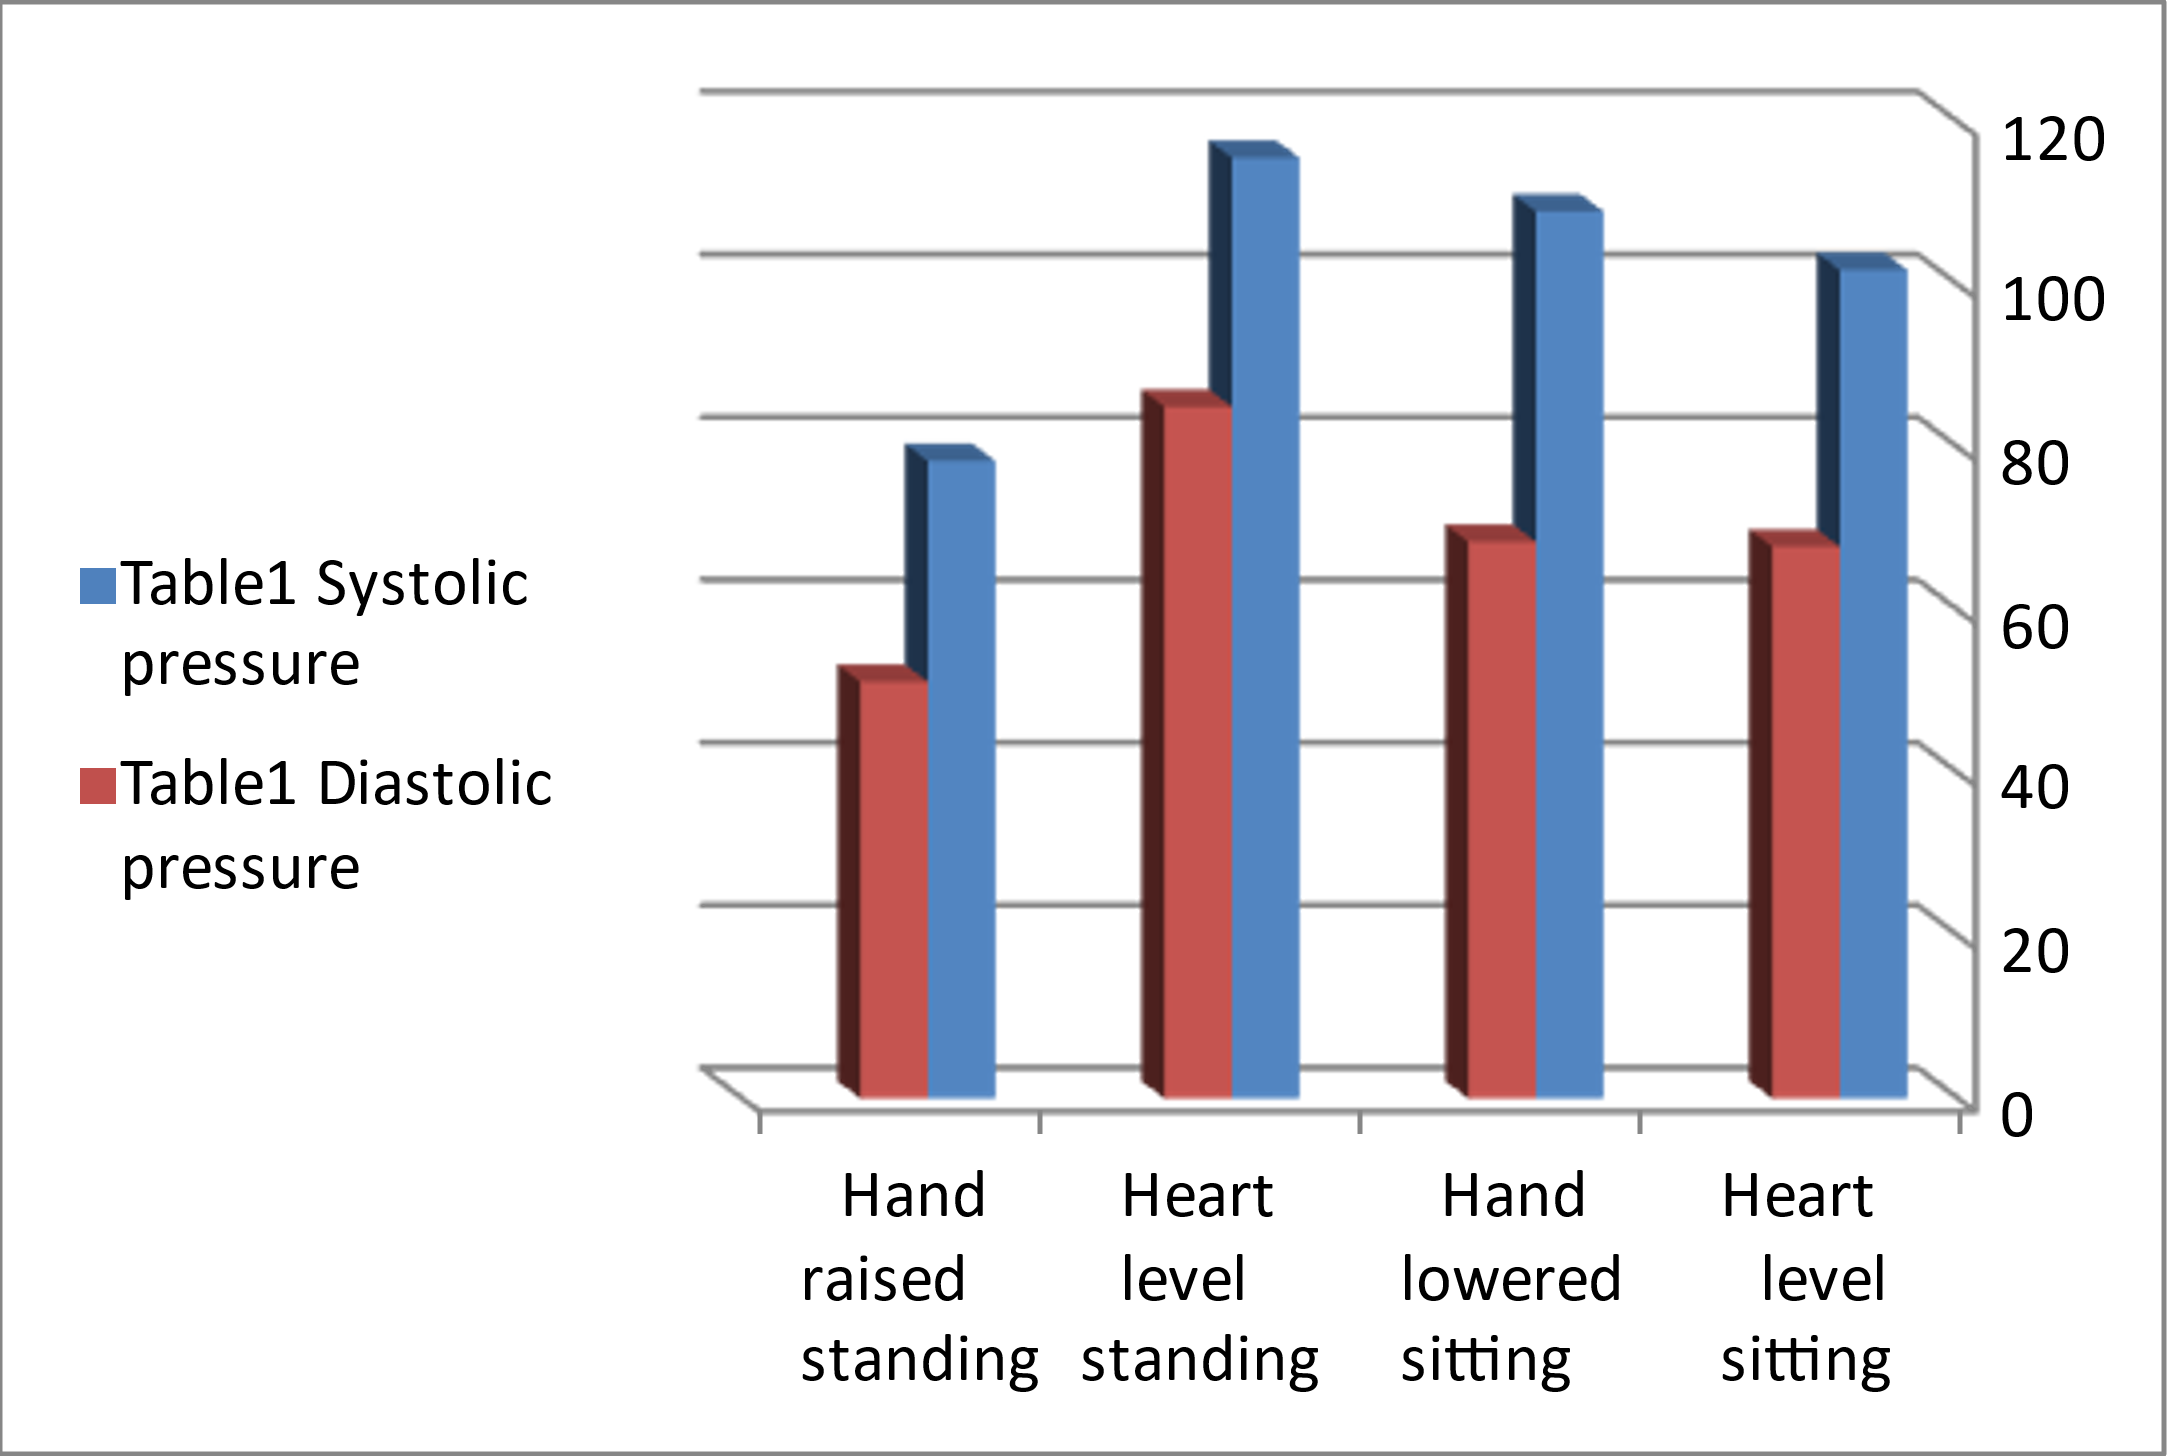 Table1 Systolic
pressure
Table1 Diastolic
pressure
120
100
80
60
40
20
0
Hand
raised
standing
Heart
level
standing
Hand
lowered
sitting
Heart
level
sitting